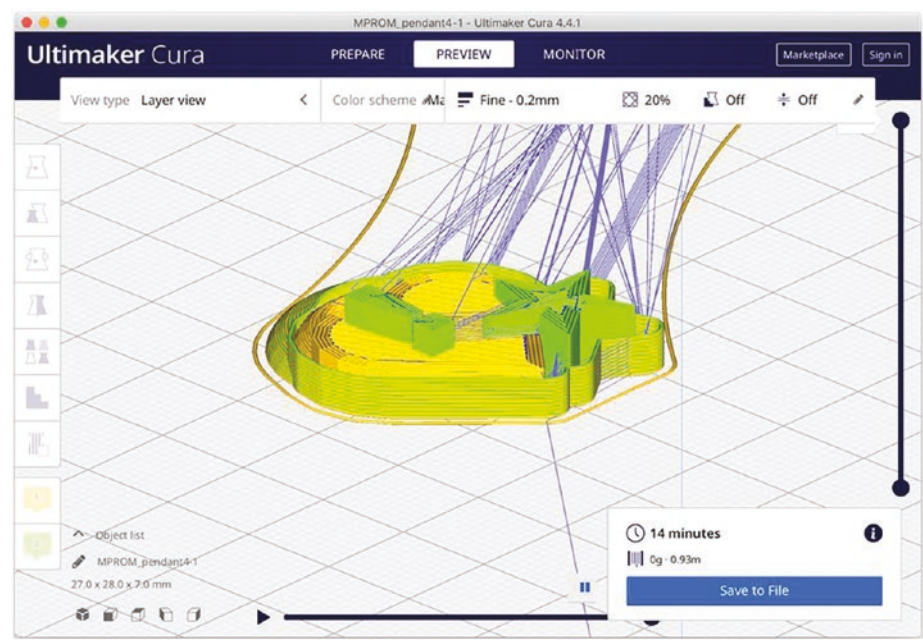 MPROM_pendant4-1 - Ultimaker Cura 4.4.1
Ultimaker Cura PREPARE PREVIEW MONITOR Marketplace Sign in
View type Layer view Color scheme Ma Fine - 0.2mm 20% Off Off
Object list
MPROM_pendant4-1
27.0 x 28.0 x 7.0 mm
14 minutes
0g · 0.93m
Save to File